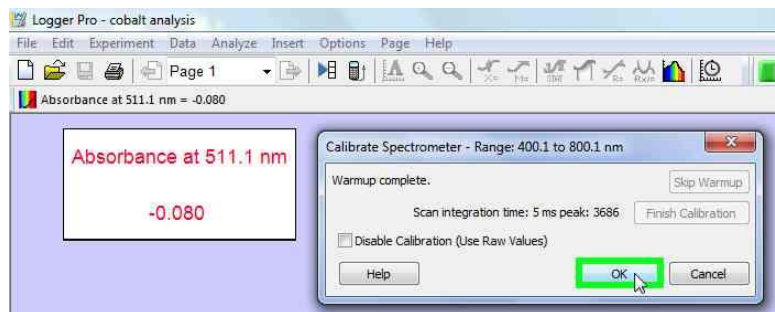 Logger Pro - cobalt analysis
File Edit Experiment Data Analyze Insert Options Page Help
Page 1
Absorbance at 511.1 nm = -0.080
Absorbance at 511.1 nm
-0.080
Calibrate Spectrometer - Range: 400.1 to 800.1 nm
Warmup complete.
Skip Warmup
Scan integration time: 5 ms peak: 3686
Finish Calibration
Disable Calibration (Use Raw Values)
Help
OK
Cancel